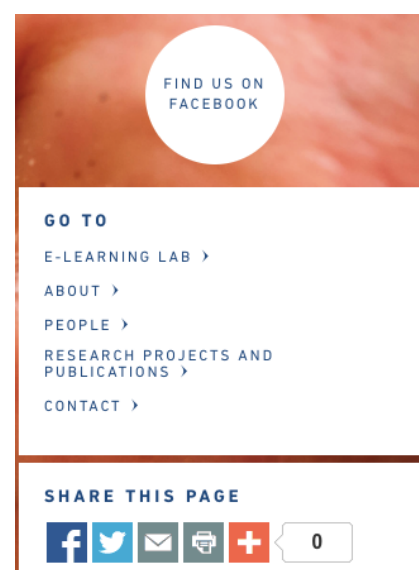 FIND US ON
FACEBOOK
GO TO
E-LEARNING LAB
ABOUT
PEOPLE
RESEARCH PROJECTS AND
PUBLICATIONS
CONTACT
SHARE THIS PAGE
0